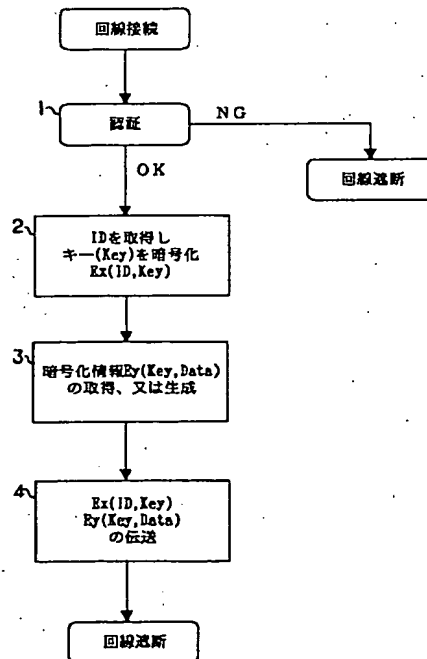 回線接続
1
認証
NG
OK
回線遮断
2
IDを取得し
キー(Key)を暗号化
Ex(ID,Key)
3
暗号化情報Ey(Key,Data)
の取得、又は生成
4
Ex(ID,Key)
Ey(Key,Data)
の伝送
回線遮断